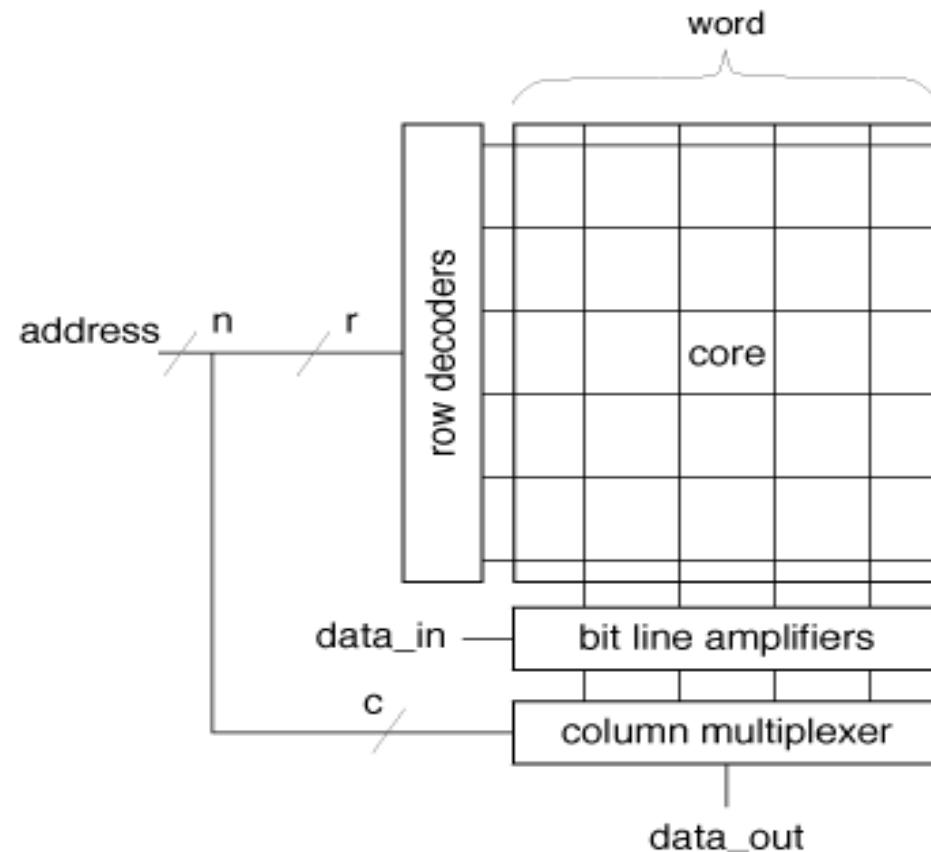 word
address
n
r
row decoders
core
data_in
bit line amplifiers
c
column multiplexer
data_out